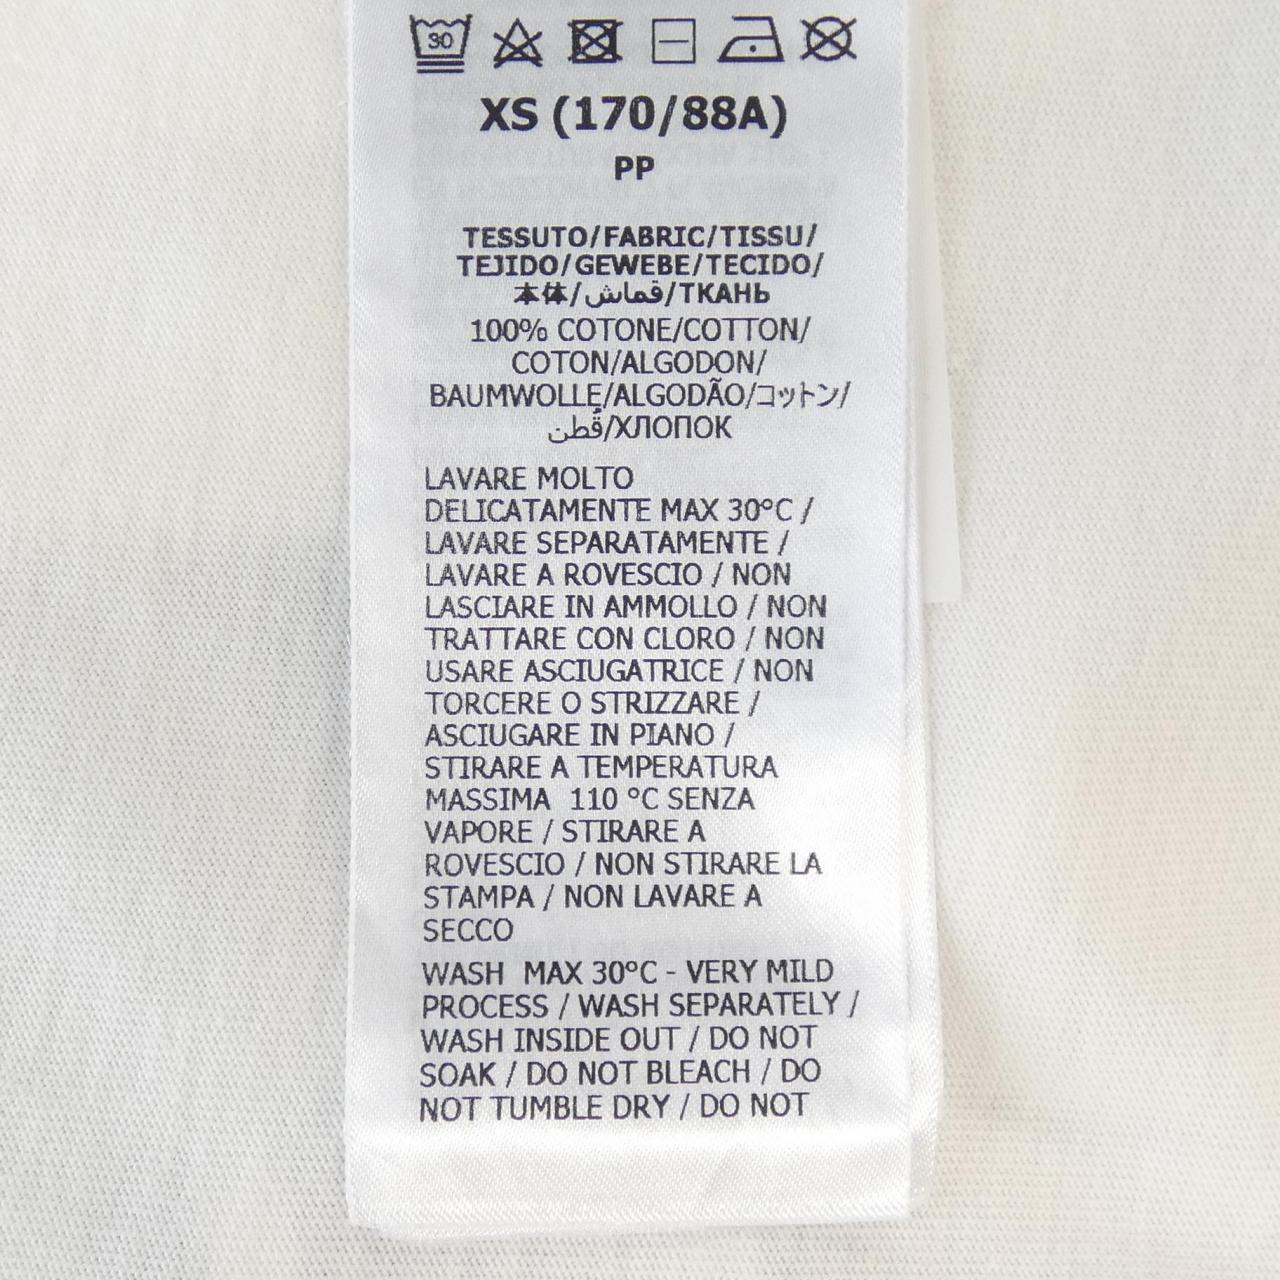 30
XS (170/88A)
PP
TESSUTO/FABRIC/TISSU/
TEJIDO/GEWEBE/TECIDO/
本体/قماش/ТКАНЬ
100% COTONE/COTTON/
COTON/ALGODON/
BAUMWOLLE/ALGODÃO/コットン/
قُطن/ХЛОПОК
LAVARE MOLTO
DELICATAMENTE MAX 30°C /
LAVARE SEPARATAMENTE /
LAVARE A ROVESCIO / NON
LASCIARE IN AMMOLLO / NON
TRATTARE CON CLORO / NON
USARE ASCIUGATRICE / NON
TORCERE O STRIZZARE /
ASCIUGARE IN PIANO /
STIRARE A TEMPERATURA
MASSIMA 110 °C SENZA
VAPORE / STIRARE A
ROVESCIO / NON STIRARE LA
STAMPA / NON LAVARE A
SECCO
WASH MAX 30°C - VERY MILD
PROCESS / WASH SEPARATELY /
WASH INSIDE OUT / DO NOT
SOAK / DO NOT BLEACH / DO
NOT TUMBLE DRY / DO NOT